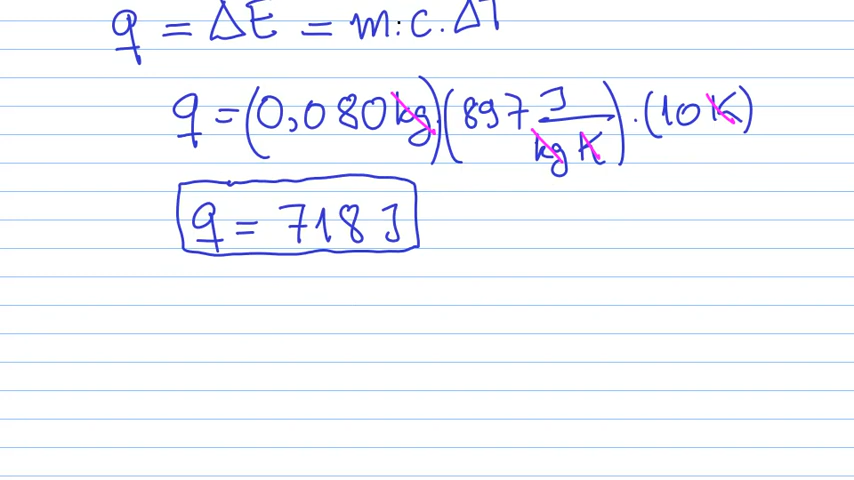 q = ΔE = m·c·ΔT
q = (0,080 kg)(897 J/kg K)·(10 K)
q = 718 J